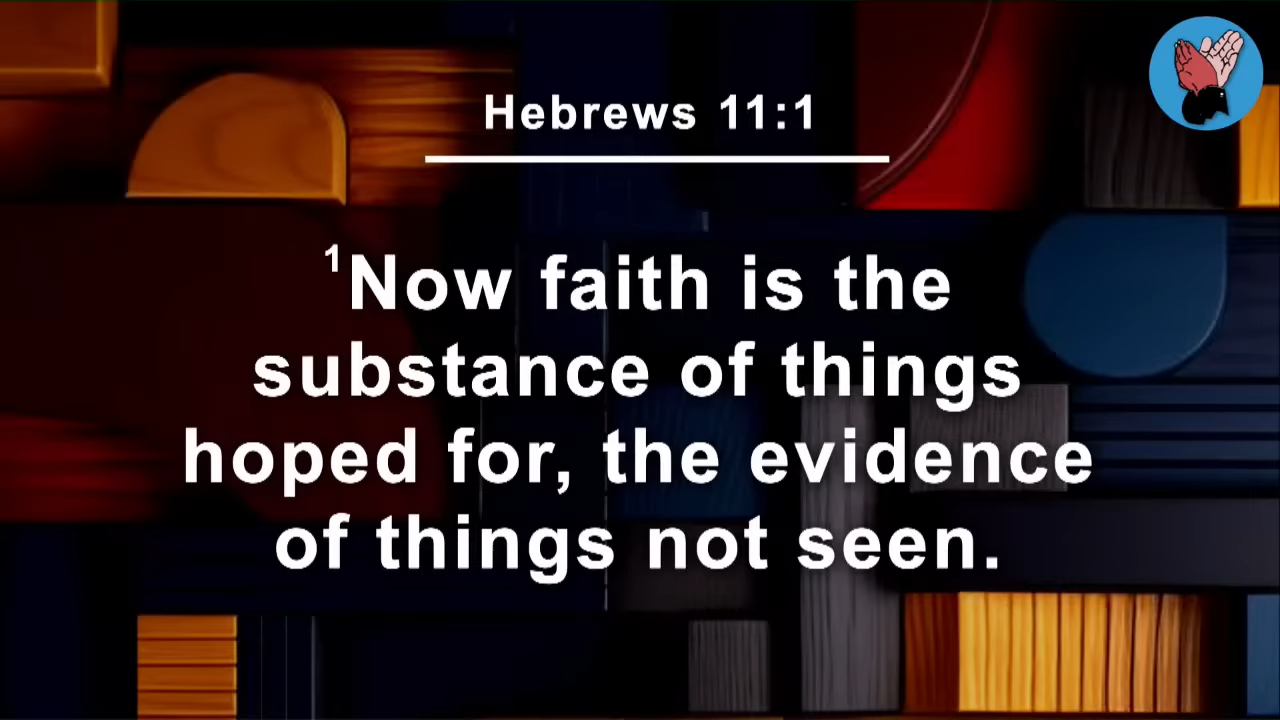 Hebrews 11:1
¹Now faith is the
substance of things
hoped for, the evidence
of things not seen.